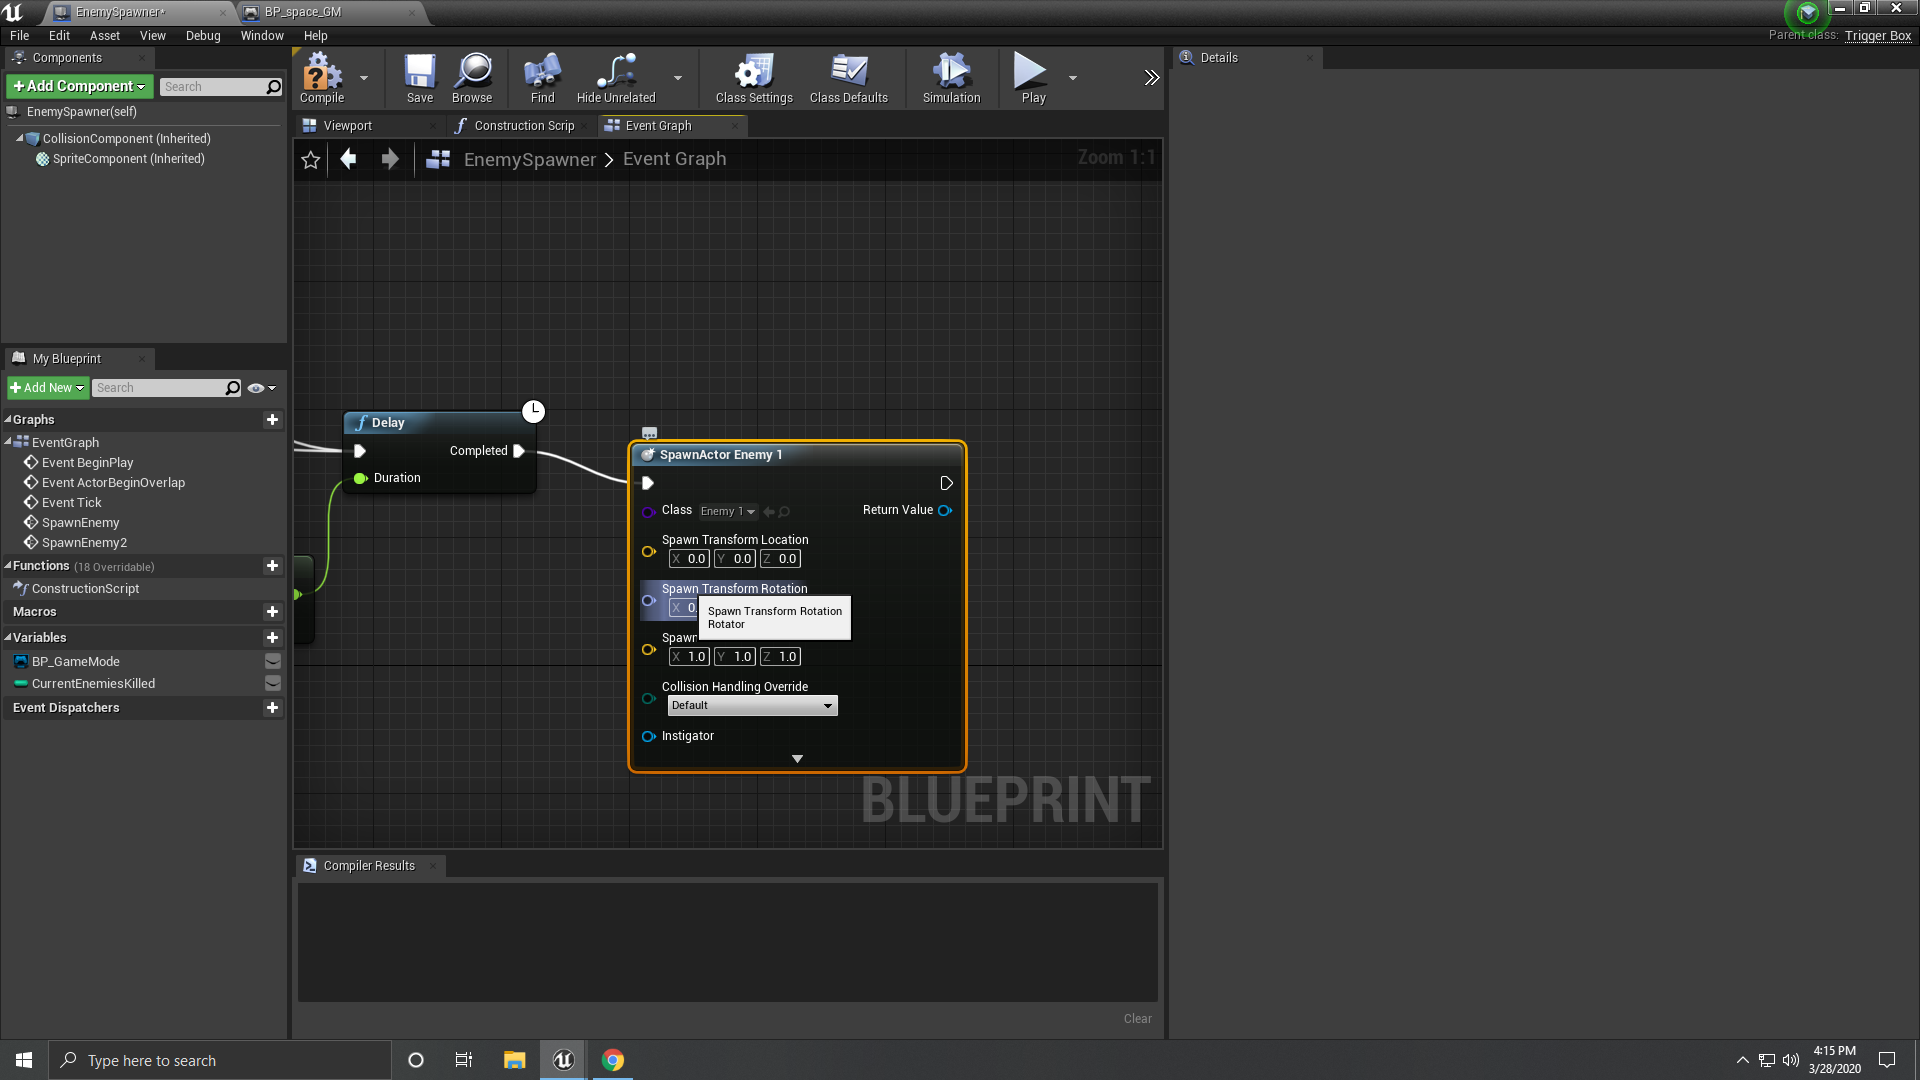 EnemySpawner*
BP_space_GM
File Edit Asset View Debug Window Help
Parent class: Trigger Box
Components
+Add Component
Search
EnemySpawner(self)
CollisionComponent (Inherited)
SpriteComponent (Inherited)
My Blueprint
+Add New
Search
Graphs
EventGraph
Event BeginPlay
Event ActorBeginOverlap
Event Tick
SpawnEnemy
SpawnEnemy2
Functions (18 Overridable)
ConstructionScript
Macros
Variables
BP_GameMode
CurrentEnemiesKilled
Event Dispatchers
Compile
Save
Browse
Find
Hide Unrelated
Class Settings
Class Defaults
Simulation
Play
Viewport
Construction Scrip
Event Graph
EnemySpawner > Event Graph
Zoom 1:1
Delay
Completed
Duration
SpawnActor Enemy 1
Class Enemy 1
Return Value
Spawn Transform Location
X 0.0 Y 0.0 Z 0.0
Spawn Transform Rotation
X 0.
Spawn Transform Rotation
Rotator
Spawn
X 1.0 Y 1.0 Z 1.0
Collision Handling Override
Default
Instigator
BLUEPRINT
Compiler Results
Clear
Details
Type here to search
4:15 PM
3/28/2020